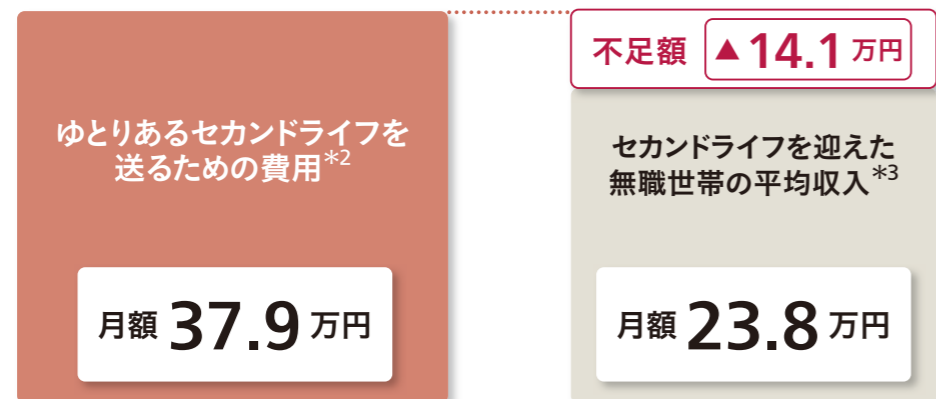 ゆとりあるセカンドライフを
送るための費用*2
月額 37.9 万円
不足額 ▲14.1 万円
セカンドライフを迎えた
無職世帯の平均収入*3
月額 23.8 万円